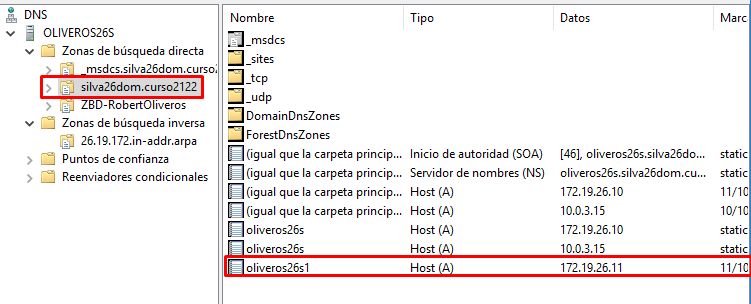 DNS
OLIVEROS26S
Zonas de búsqueda directa
_msdcs.silva26dom.curso2
silva26dom.curso2122
ZBD-RobertOliveros
Zonas de búsqueda inversa
26.19.172.in-addr.arpa
Puntos de confianza
Reenviadores condicionales
Nombre Tipo Datos Marc
_msdcs
_sites
_tcp
_udp
DomainDnsZones
ForestDnsZones
(igual que la carpeta princip... Inicio de autoridad (SOA) [46], oliveros26s.silva26do... static
(igual que la carpeta princip... Servidor de nombres (NS) oliveros26s.silva26dom.cu... static
(igual que la carpeta princip... Host (A) 172.19.26.10 11/10
(igual que la carpeta princip... Host (A) 10.0.3.15 10/10
oliveros26s Host (A) 172.19.26.10 static
oliveros26s Host (A) 10.0.3.15 static
oliveros26s1 Host (A) 172.19.26.11 11/10